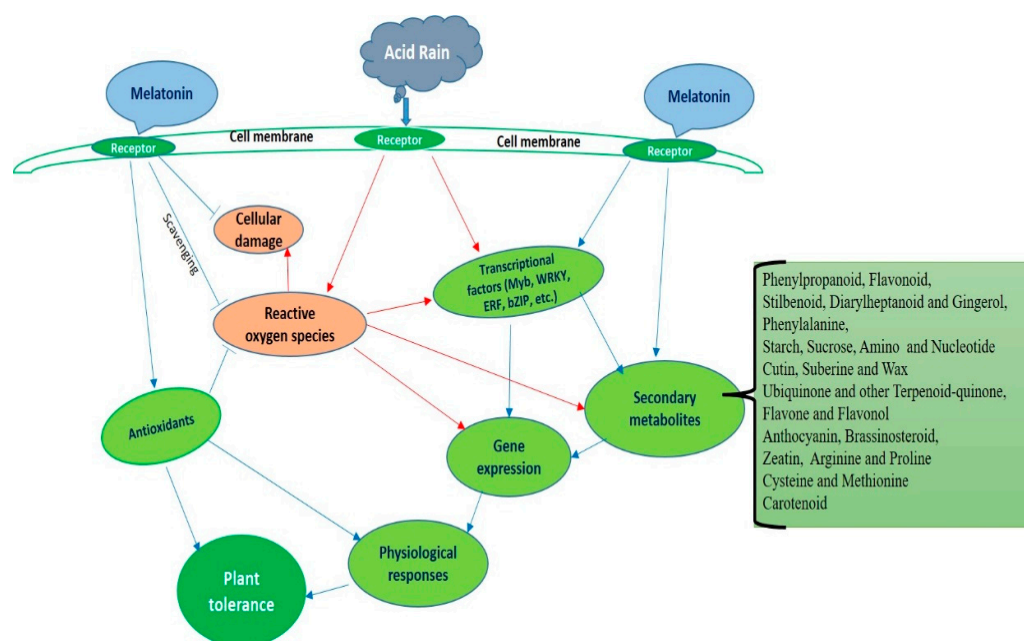 Acid Rain
Melatonin
Melatonin
Cell membrane
Cell membrane
Receptor
Receptor
Receptor
Scavenging
Cellular
damage
Transcriptional
factors (Myb, WRKY,
ERF, bZIP, etc.)
Reactive
oxygen species
Phenylpropanoid, Flavonoid,
Stilbenoid, Diarylheptanoid and Gingerol,
Phenylalanine,
Starch, Sucrose, Amino and Nucleotide
Cutin, Suberine and Wax
Ubiquinone and other Terpenoid-quinone,
Flavone and Flavonol
Anthocyanin, Brassinosteroid,
Zeatin, Arginine and Proline
Cysteine and Methionine
Carotenoid
Secondary
metabolites
Antioxidants
Gene
expression
Physiological
responses
Plant
tolerance